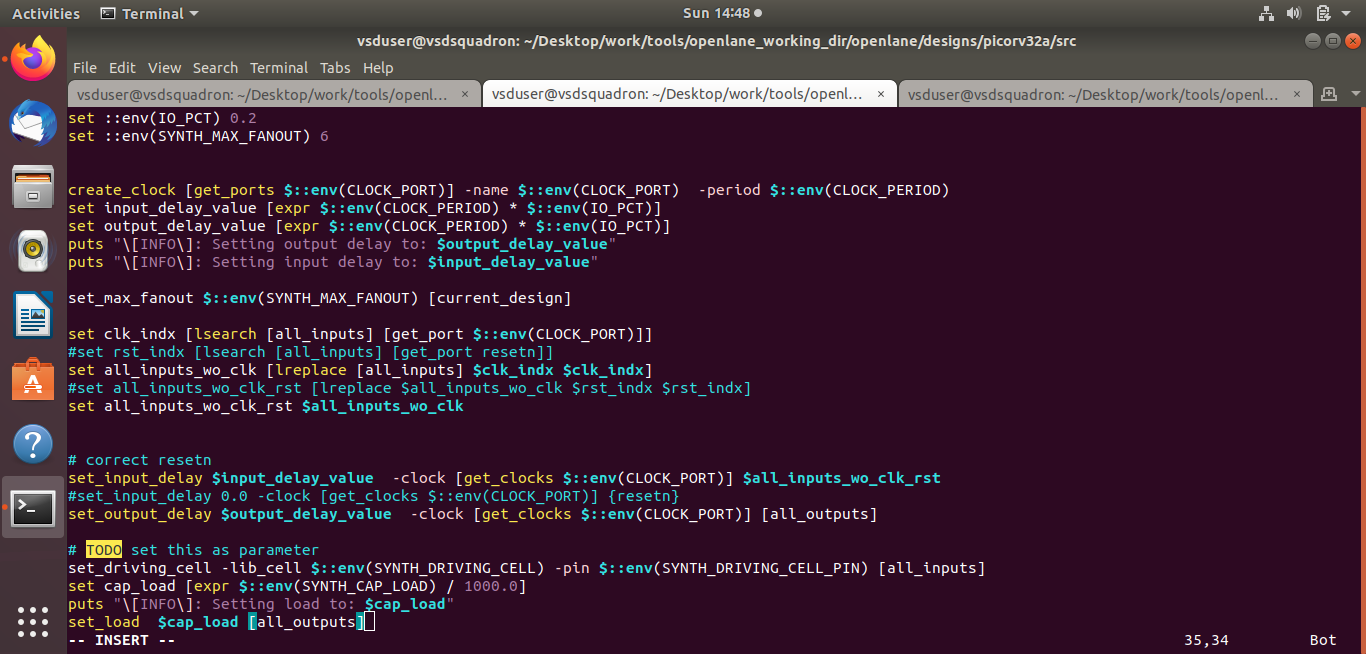 Activities Terminal Sun 14:48
vsduser@vsdsquadron: ~/Desktop/work/tools/openlane_working_dir/openlane/designs/picorv32a/src
File Edit View Search Terminal Tabs Help
vsduser@vsdsquadron: ~/Desktop/work/tools/openl... × vsduser@vsdsquadron: ~/Desktop/work/tools/openl... × vsduser@vsdsquadron: ~/Desktop/work/tools/openl... ×
set ::env(IO_PCT) 0.2
set ::env(SYNTH_MAX_FANOUT) 6
create_clock [get_ports $::env(CLOCK_PORT)] -name $::env(CLOCK_PORT)  -period $::env(CLOCK_PERIOD)
set input_delay_value [expr $::env(CLOCK_PERIOD) * $::env(IO_PCT)]
set output_delay_value [expr $::env(CLOCK_PERIOD) * $::env(IO_PCT)]
puts "\[INFO\]: Setting output delay to: $output_delay_value"
puts "\[INFO\]: Setting input delay to: $input_delay_value"
set_max_fanout $::env(SYNTH_MAX_FANOUT) [current_design]
set clk_indx [lsearch [all_inputs] [get_port $::env(CLOCK_PORT)]]
#set rst_indx [lsearch [all_inputs] [get_port resetn]]
set all_inputs_wo_clk [lreplace [all_inputs] $clk_indx $clk_indx]
#set all_inputs_wo_clk_rst [lreplace $all_inputs_wo_clk $rst_indx $rst_indx]
set all_inputs_wo_clk_rst $all_inputs_wo_clk
# correct resetn
set_input_delay $input_delay_value  -clock [get_clocks $::env(CLOCK_PORT)] $all_inputs_wo_clk_rst
#set_input_delay 0.0 -clock [get_clocks $::env(CLOCK_PORT)] {resetn}
set_output_delay $output_delay_value  -clock [get_clocks $::env(CLOCK_PORT)] [all_outputs]
# TODO set this as parameter
set_driving_cell -lib_cell $::env(SYNTH_DRIVING_CELL) -pin $::env(SYNTH_DRIVING_CELL_PIN) [all_inputs]
set cap_load [expr $::env(SYNTH_CAP_LOAD) / 1000.0]
puts "\[INFO\]: Setting load to: $cap_load"
set_load  $cap_load [all_outputs]
-- INSERT -- 35,34 Bot